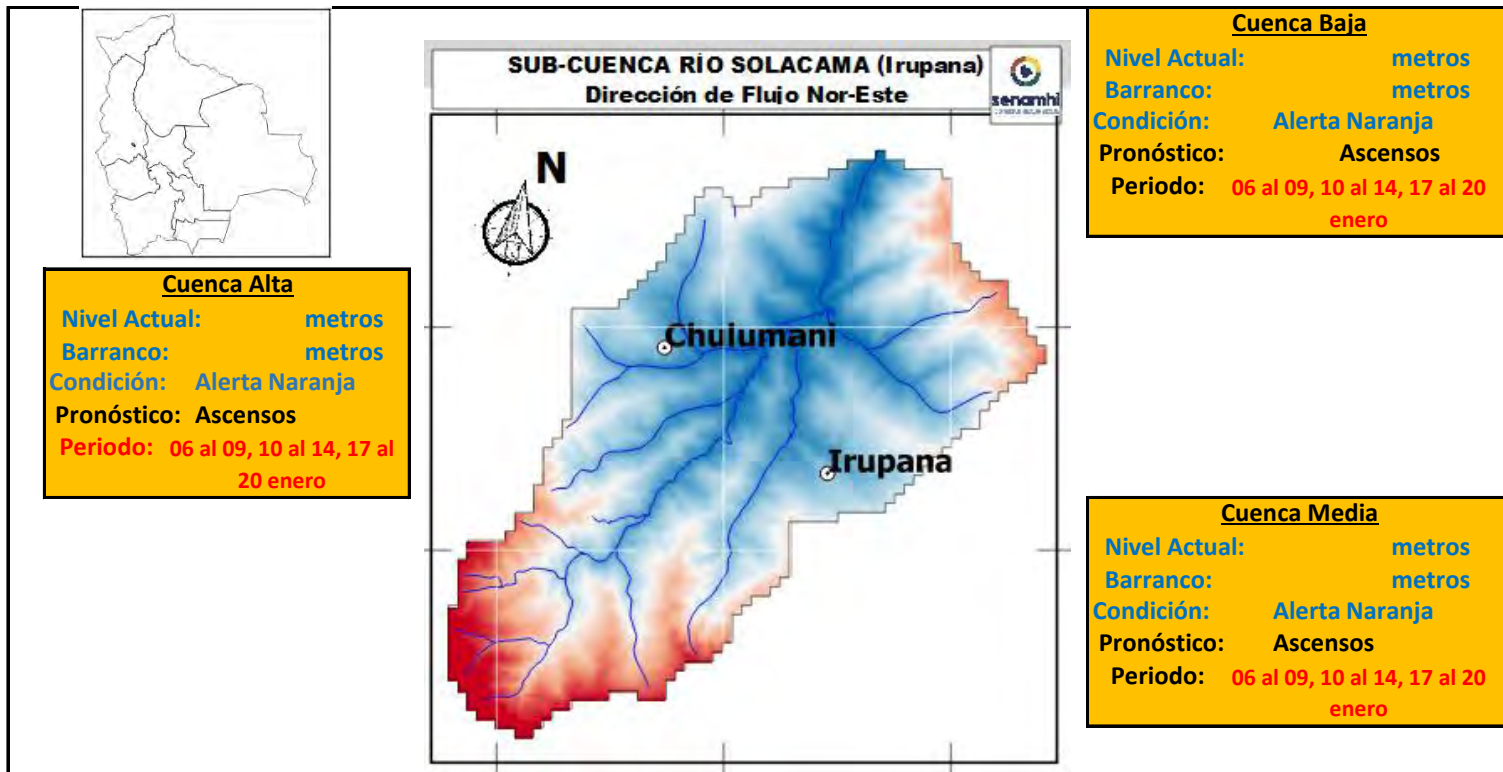 SUB-CUENCA RÍO SOLACAMA (Irupana)
Dirección de Flujo Nor-Este
senamhi
N
Chulumani
Irupana
Cuenca Alta
Nivel Actual: metros
Barranco: metros
Condición: Alerta Naranja
Pronóstico: Ascensos
Periodo: 06 al 09, 10 al 14, 17 al
20 enero
Cuenca Baja
Nivel Actual: metros
Barranco: metros
Condición: Alerta Naranja
Pronóstico: Ascensos
Periodo: 06 al 09, 10 al 14, 17 al 20
enero
Cuenca Media
Nivel Actual: metros
Barranco: metros
Condición: Alerta Naranja
Pronóstico: Ascensos
Periodo: 06 al 09, 10 al 14, 17 al 20
enero